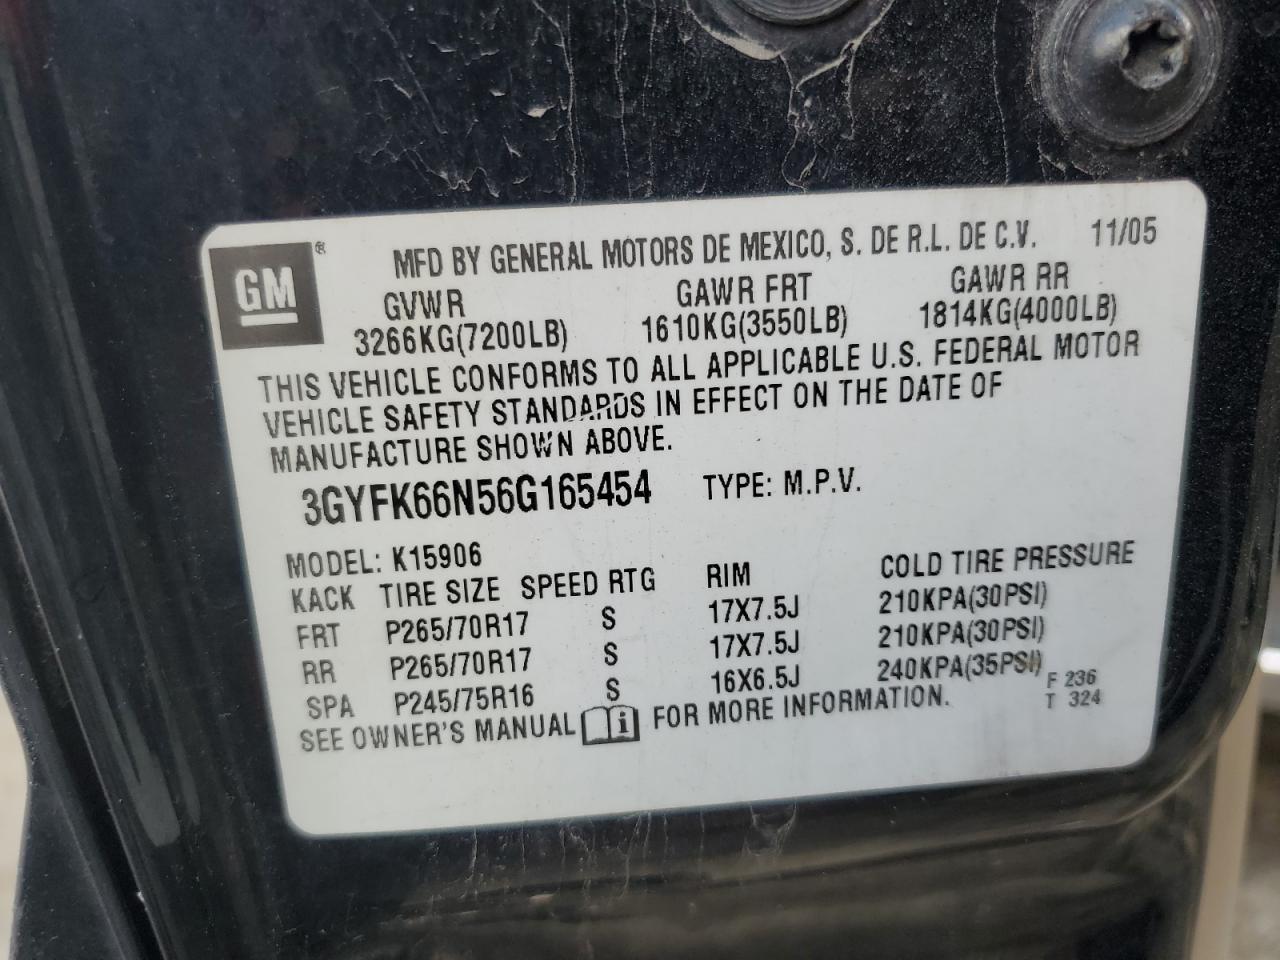 GM ®
MFD BY GENERAL MOTORS DE MEXICO, S. DE R.L. DE C.V. 11/05
GVWR GAWR FRT GAWR RR
3266KG(7200LB) 1610KG(3550LB) 1814KG(4000LB)
THIS VEHICLE CONFORMS TO ALL APPLICABLE U.S. FEDERAL MOTOR
VEHICLE SAFETY STANDARDS IN EFFECT ON THE DATE OF
MANUFACTURE SHOWN ABOVE.
3GYFK66N56G165454 TYPE: M.P.V.
MODEL: K15906
KACK TIRE SIZE SPEED RTG RIM COLD TIRE PRESSURE
FRT P265/70R17 S 17X7.5J 210KPA(30PSI)
RR P265/70R17 S 17X7.5J 210KPA(30PSI)
SPA P245/75R16 S 16X6.5J 240KPA(35PSI)
SEE OWNER'S MANUAL i FOR MORE INFORMATION.
F 236
T 324